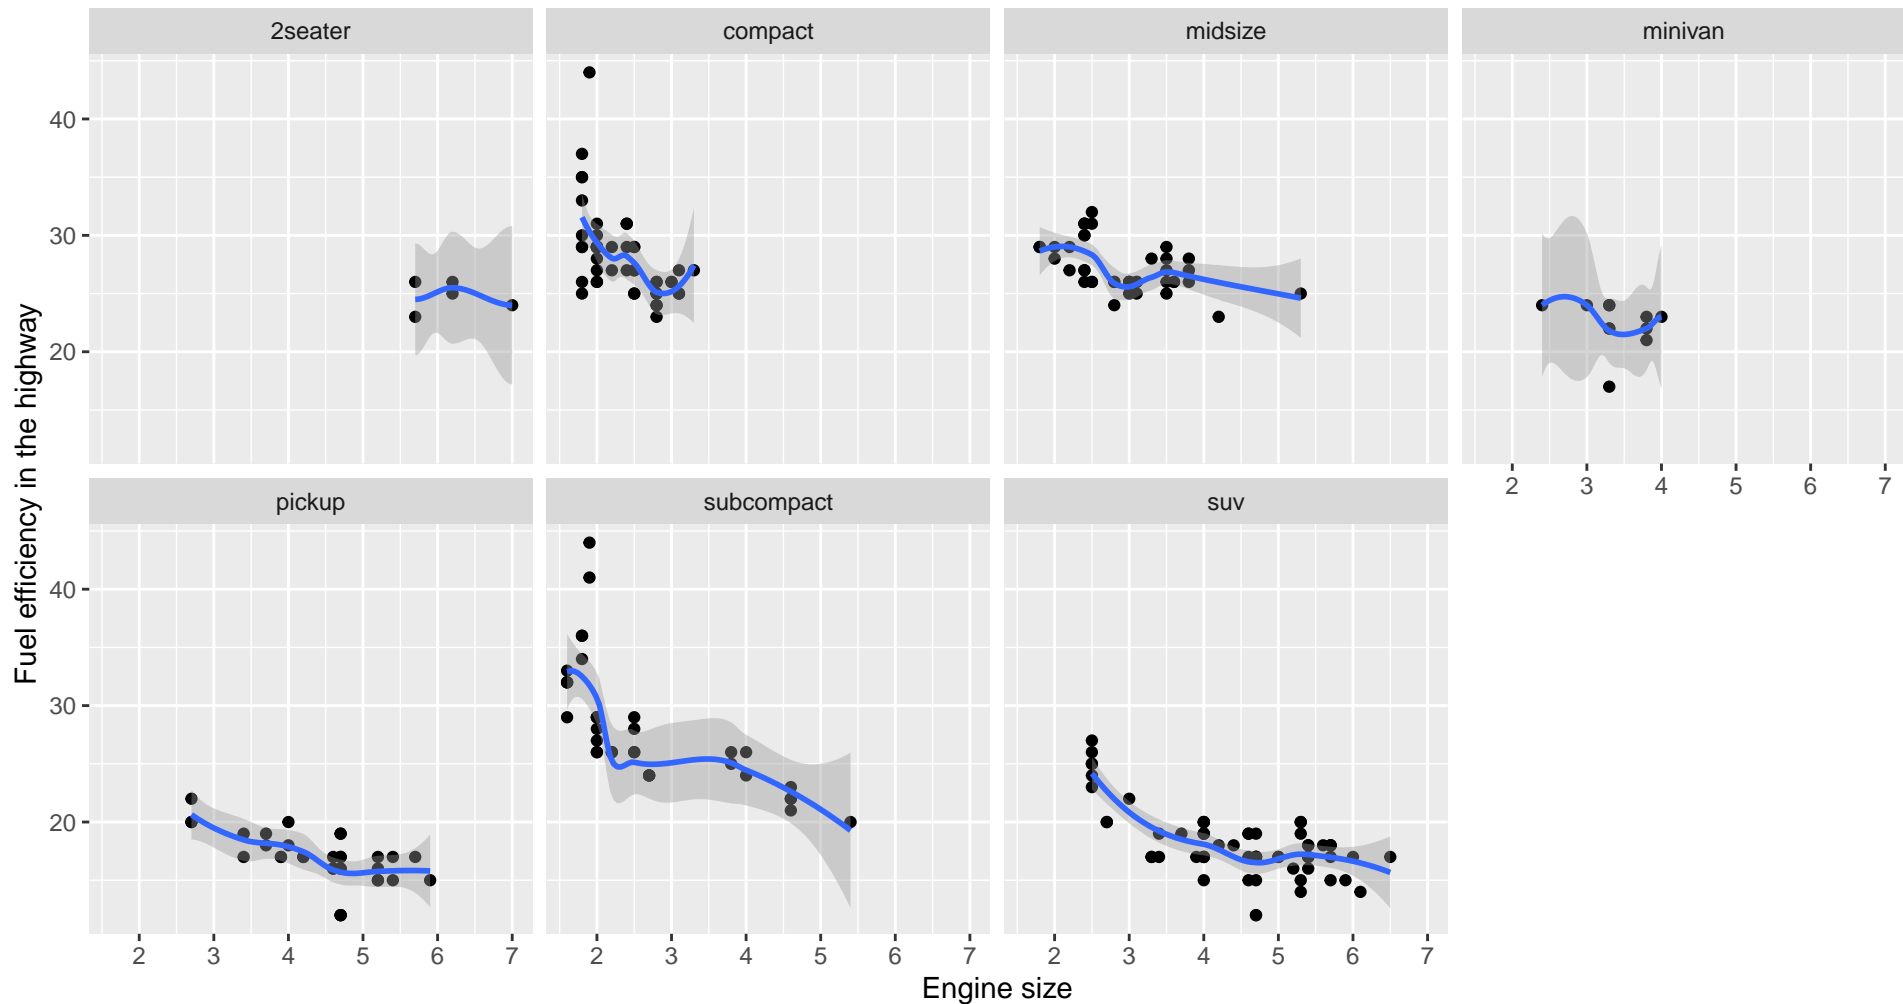 2seater compact midsize minivan
40
30
20
2 3 4 5 6 7
pickup subcompact suv
40
30
20
2 3 4 5 6 7 2 3 4 5 6 7 2 3 4 5 6 7
Engine size
Fuel efficiency in the highway